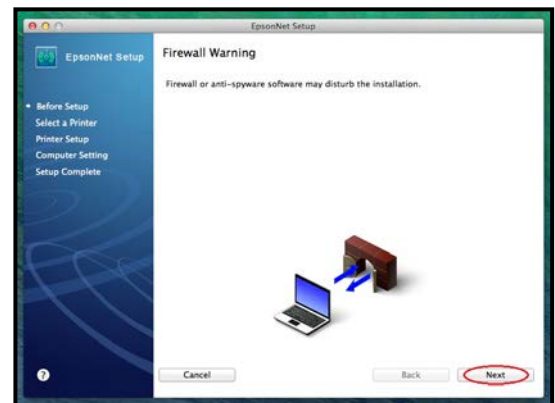 EpsonNet Setup
EpsonNet Setup
Firewall Warning
Firewall or anti-spyware software may disturb the installation.
Before Setup
Select a Printer
Printer Setup
Computer Setting
Setup Complete
?
Cancel
Back
Next